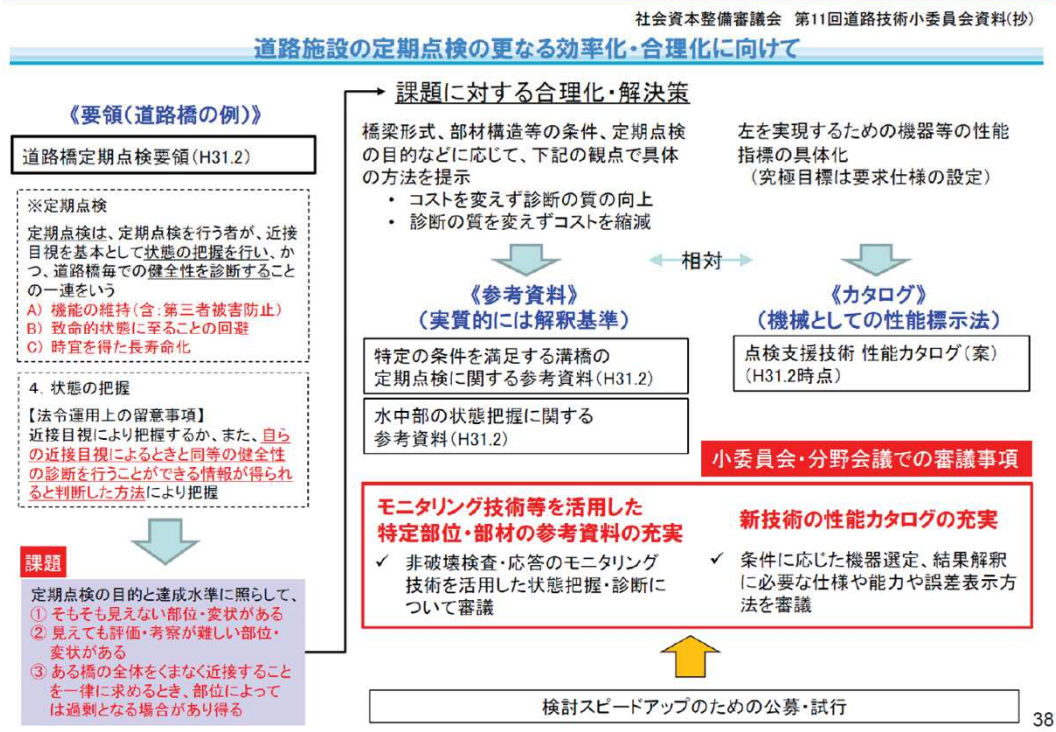 社会資本整備審議会 第11回道路技術小委員会資料(抄)
道路施設の定期点検の更なる効率化・合理化に向けて
《要領(道路橋の例)》
道路橋定期点検要領(H31.2)
※定期点検
定期点検は、定期点検を行う者が、近接
目視を基本として状態の把握を行い、か
つ、道路橋毎での健全性を診断すること
の一連をいう
A) 機能の維持(含:第三者被害防止)
B) 致命的状態に至ることの回避
C) 時宜を得た長寿命化
4. 状態の把握
【法令運用上の留意事項】
近接目視により把握するか、また、自ら
の近接目視によるときと同等の健全性
の診断を行うことができる情報が得られ
ると判断した方法により把握
課題
定期点検の目的と達成水準に照らして、
① そもそも見えない部位・変状がある
② 見えても評価・考察が難しい部位・
変状がある
③ ある橋の全体をくまなく近接すること
を一律に求めるとき、部位によって
は過剰となる場合があり得る
課題に対する合理化・解決策
橋梁形式、部材構造等の条件、定期点検
の目的などに応じて、下記の観点で具体
の方法を提示
• コストを変えず診断の質の向上
• 診断の質を変えずコストを縮減
左を実現するための機器等の性能
指標の具体化
(究極目標は要求仕様の設定)
相対
《参考資料》
(実質的には解釈基準)
特定の条件を満足する溝橋の
定期点検に関する参考資料(H31.2)
水中部の状態把握に関する
参考資料(H31.2)
《カタログ》
(機械としての性能標示法)
点検支援技術 性能カタログ(案)
(H31.2時点)
小委員会・分野会議での審議事項
モニタリング技術等を活用した
特定部位・部材の参考資料の充実
✓ 非破壊検査・応答のモニタリング
技術を活用した状態把握・診断に
ついて審議
新技術の性能カタログの充実
✓ 条件に応じた機器選定、結果解釈
に必要な仕様や能力や誤差表示方
法を審議
検討スピードアップのための公募・試行
38